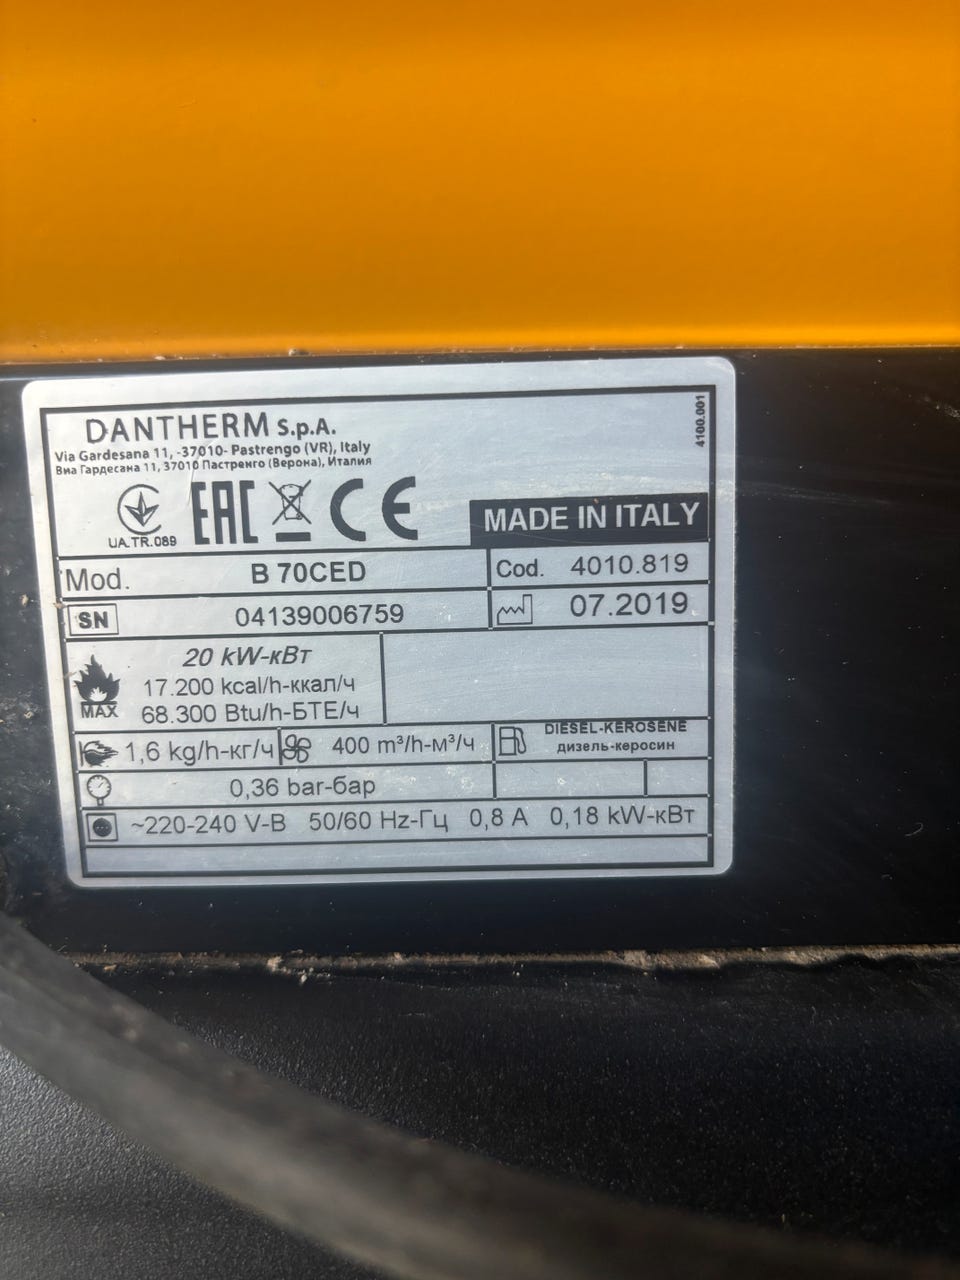 DANTHERM S.p.A.
Via Gardesana 11, -37010- Pastrengo (VR), Italy
Виа Гардесана 11, 37010 Пастренго (Верона), Италия
4100.001
UA.TR.089
EAC
CE
MADE IN ITALY
Mod. B 70CED
Cod. 4010.819
SN 04139006759
07.2019
20 kW-кВт
17.200 kcal/h-ккал/ч
MAX 68.300 Btu/h-БТЕ/ч
1,6 kg/h-кг/ч 400 m³/h-м³/ч
DIESEL-KEROSENE
дизель-керосин
0,36 bar-бар
~220-240 V-В 50/60 Hz-Гц 0,8 A 0,18 kW-кВт